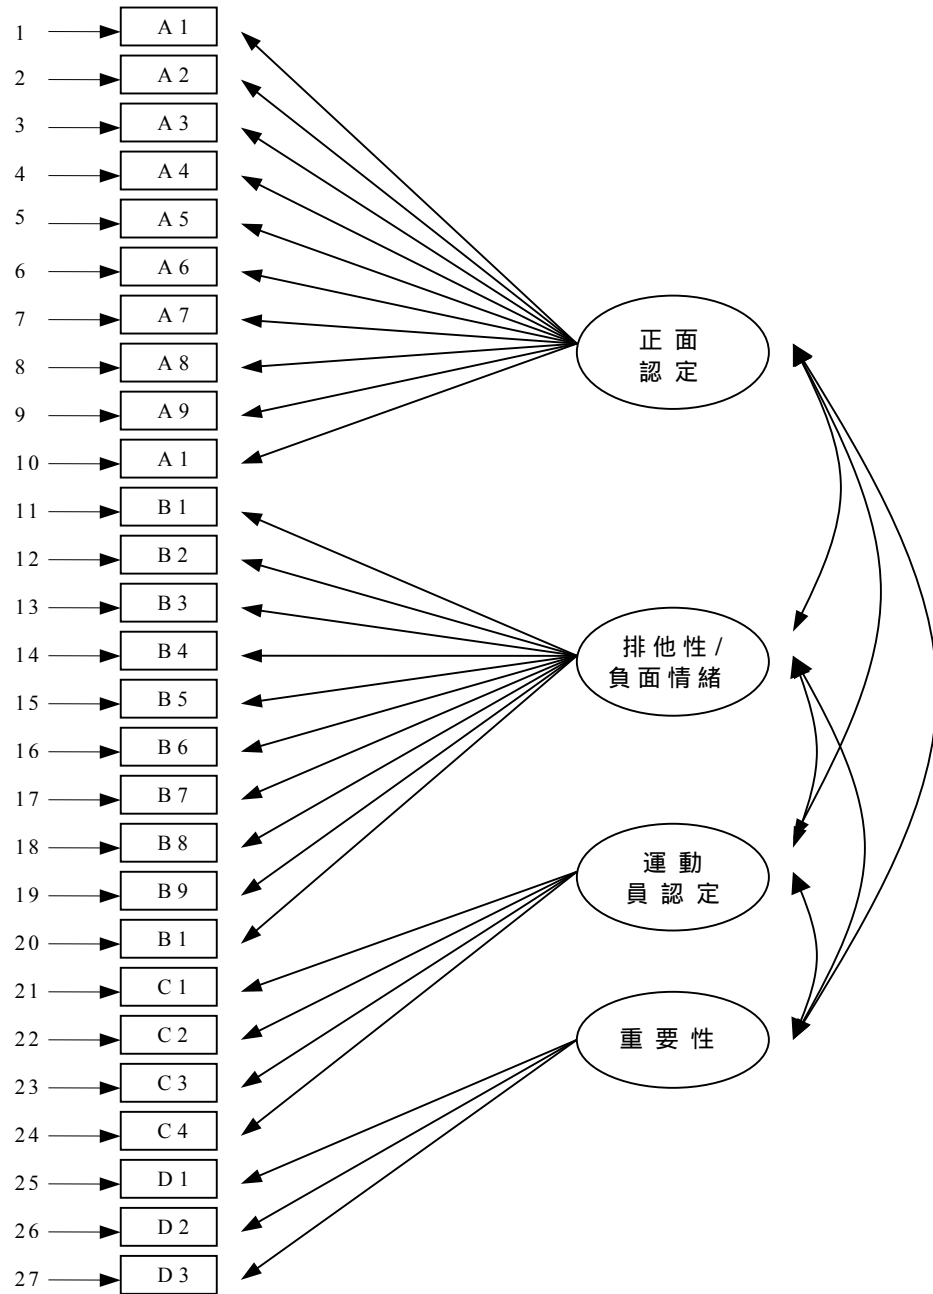 1 A 1
2 A 2
3 A 3
4 A 4
5 A 5
6 A 6
7 A 7
8 A 8
9 A 9
10 A 1
11 B 1
12 B 2
13 B 3
14 B 4
15 B 5
16 B 6
17 B 7
18 B 8
19 B 9
20 B 1
21 C 1
22 C 2
23 C 3
24 C 4
25 D 1
26 D 2
27 D 3
正面
認定
排他性/
負面情緒
運動
員認定
重要性